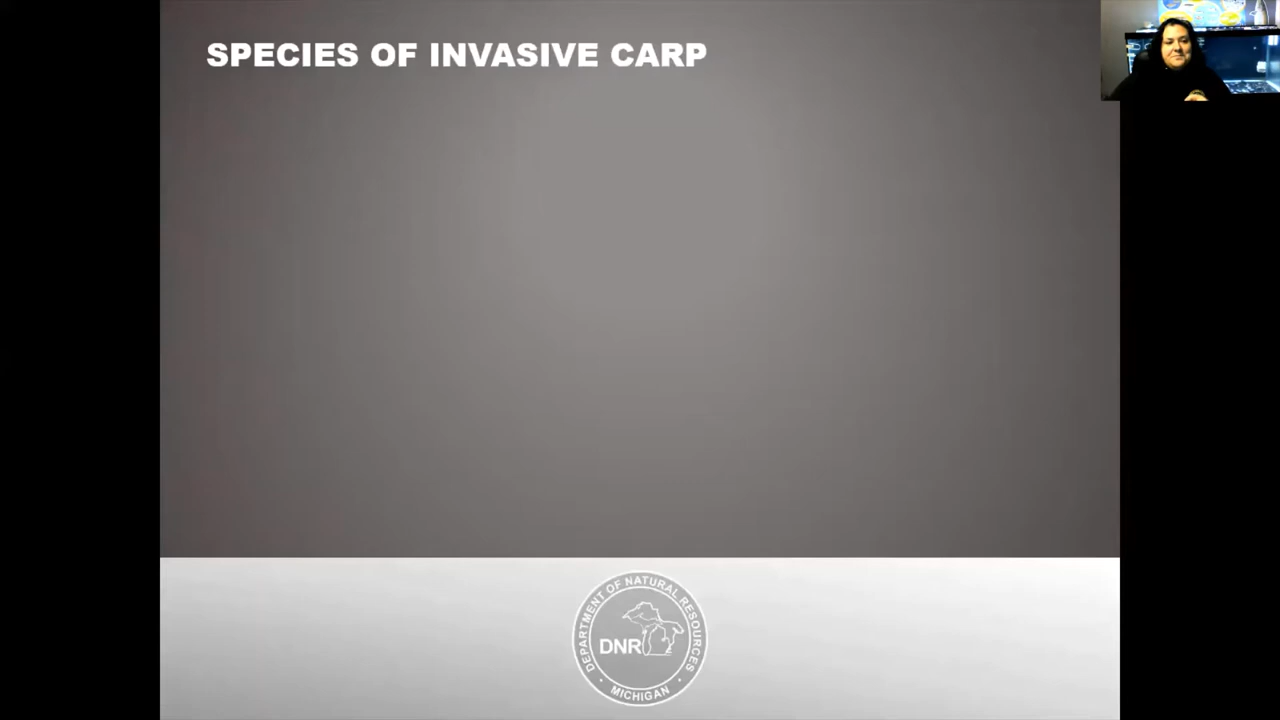 SPECIES OF INVASIVE CARP
DEPARTMENT OF NATURAL RESOURCES
DNR
MICHIGAN